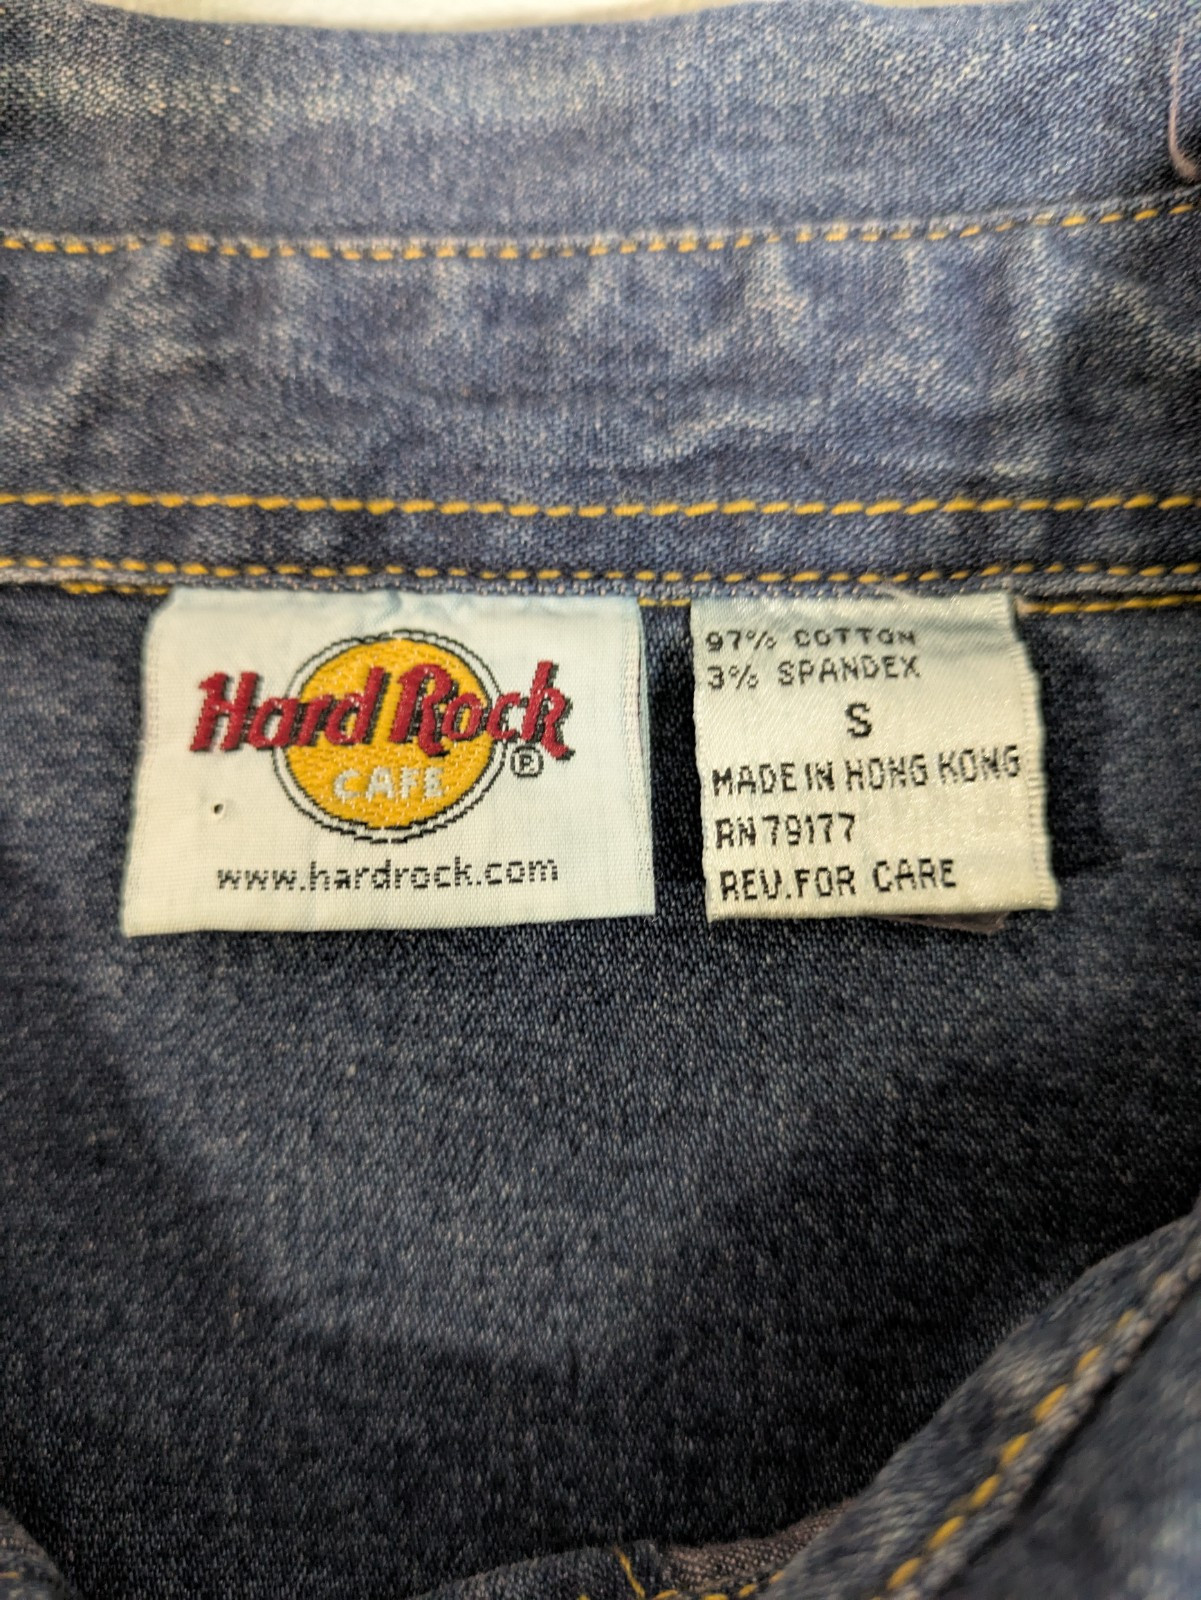 Hard Rock
CAFE
®
www.hardrock.com
97% COTTON
3% SPANDEX
S
MADE IN HONG KONG
RN 79177
REV. FOR CARE